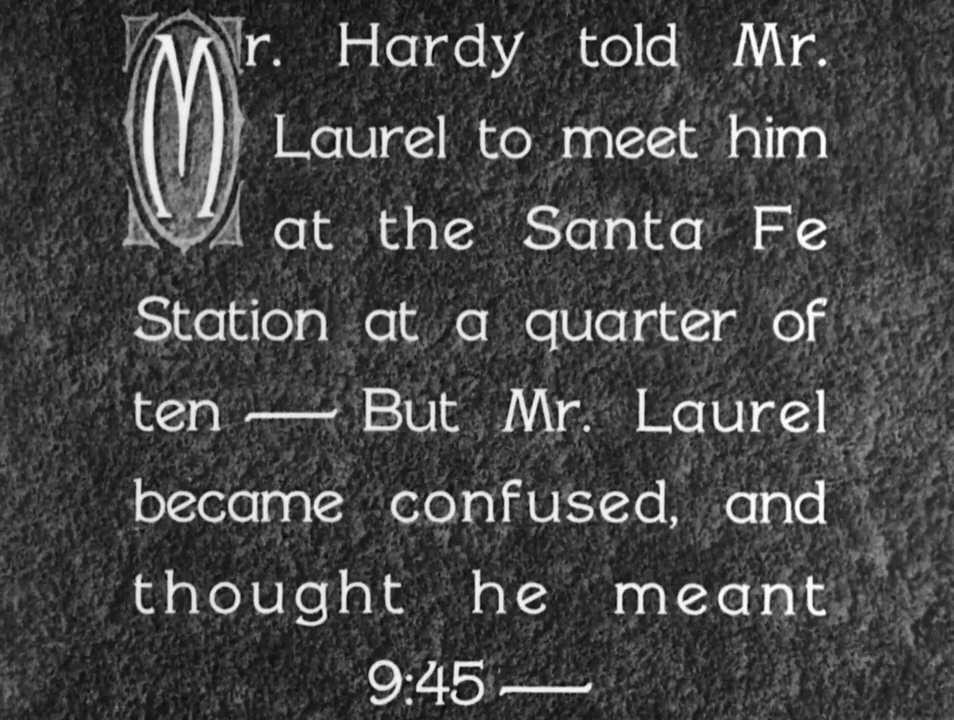 Mr. Hardy told Mr.
Laurel to meet him
at the Santa Fe
Station at a quarter of
ten — But Mr. Laurel
became confused, and
thought he meant
9:45 —